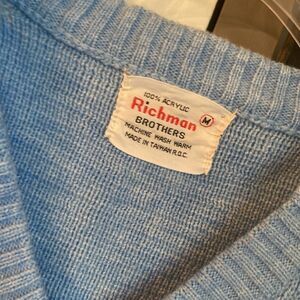 100% ACRYLIC
Richman M
BROTHERS
MACHINE WASH WARM
MADE IN TAIWAN R.O.C.